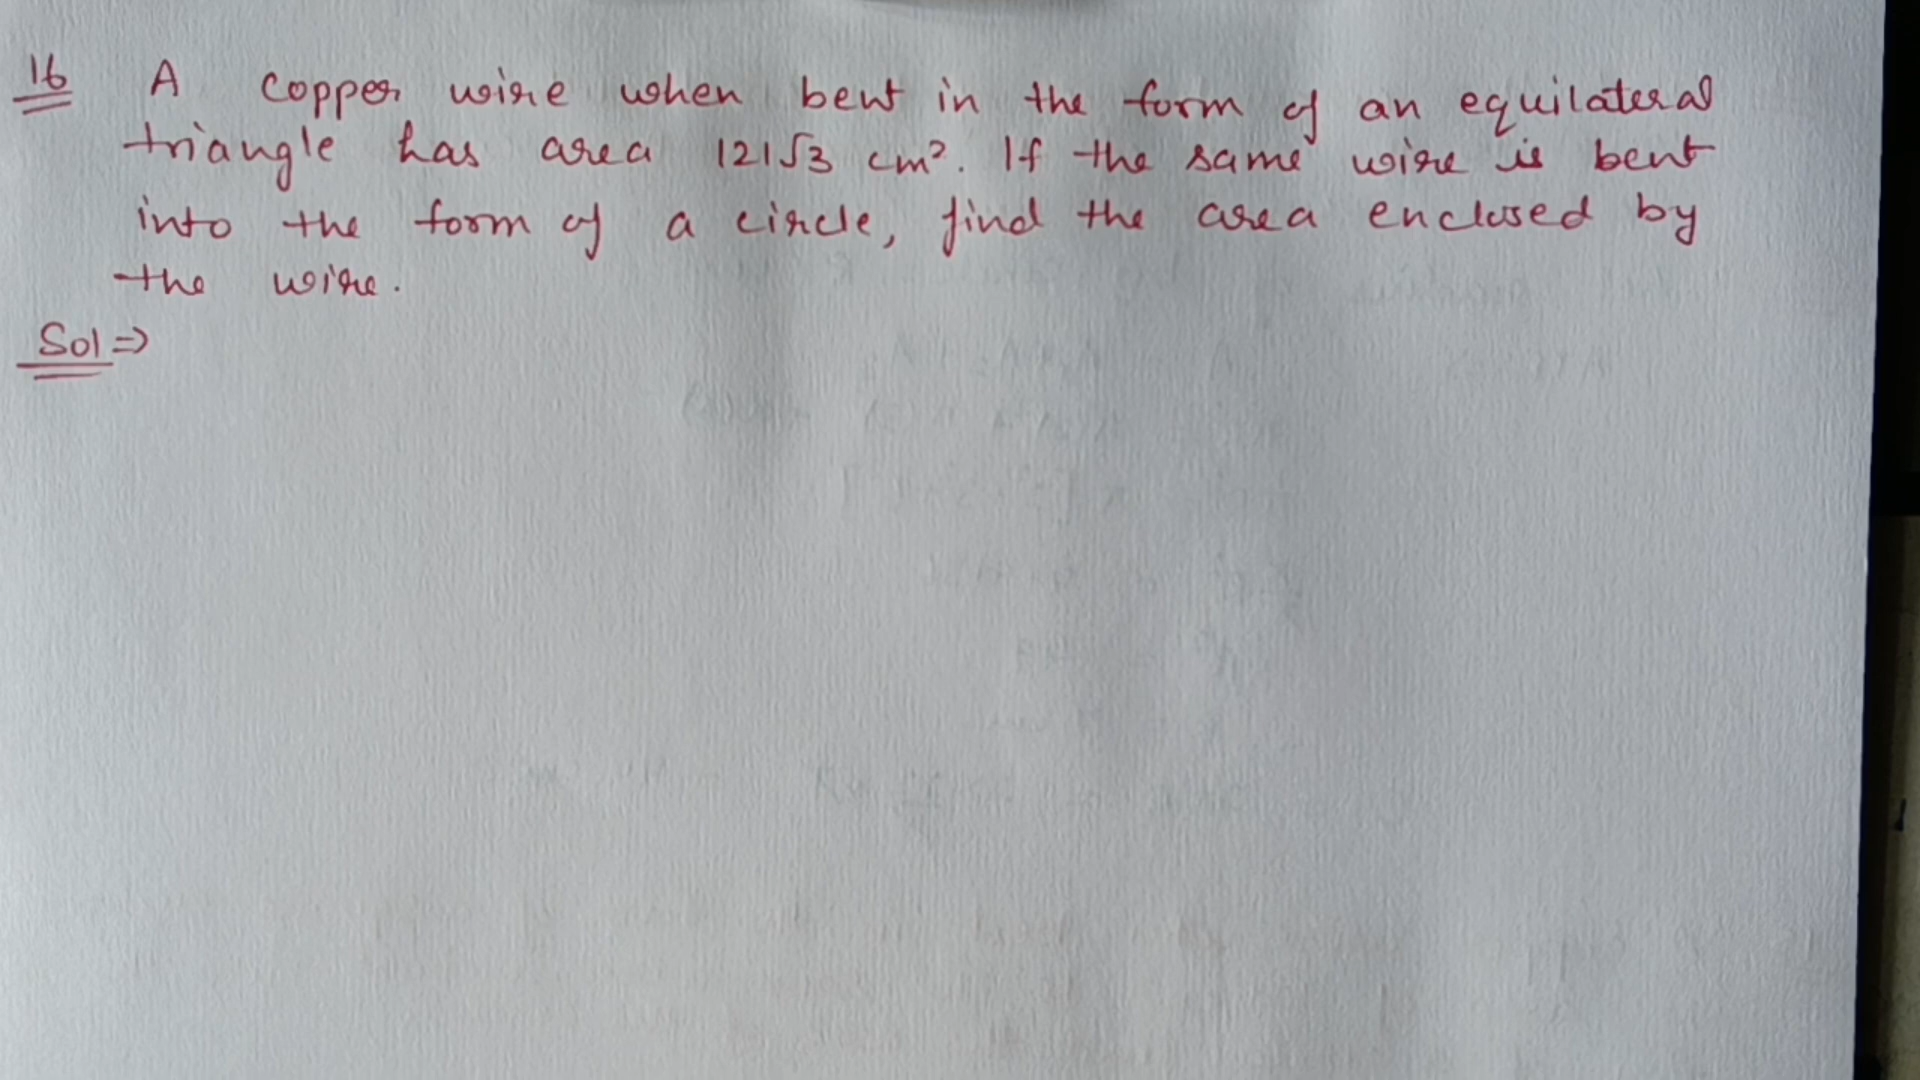 16 A copper wire when bent in the form of an equilateral
triangle has area 121√3 cm². If the same wire is bent
into the form of a circle, find the area enclosed by
the wire.
Sol ⇒